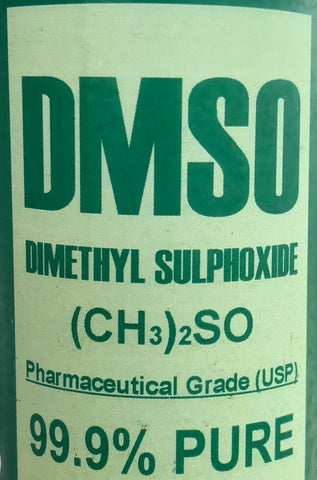 DMSO
DIMETHYL SULPHOXIDE
(CH₃)₂SO
Pharmaceutical Grade (USP)
99.9% PURE